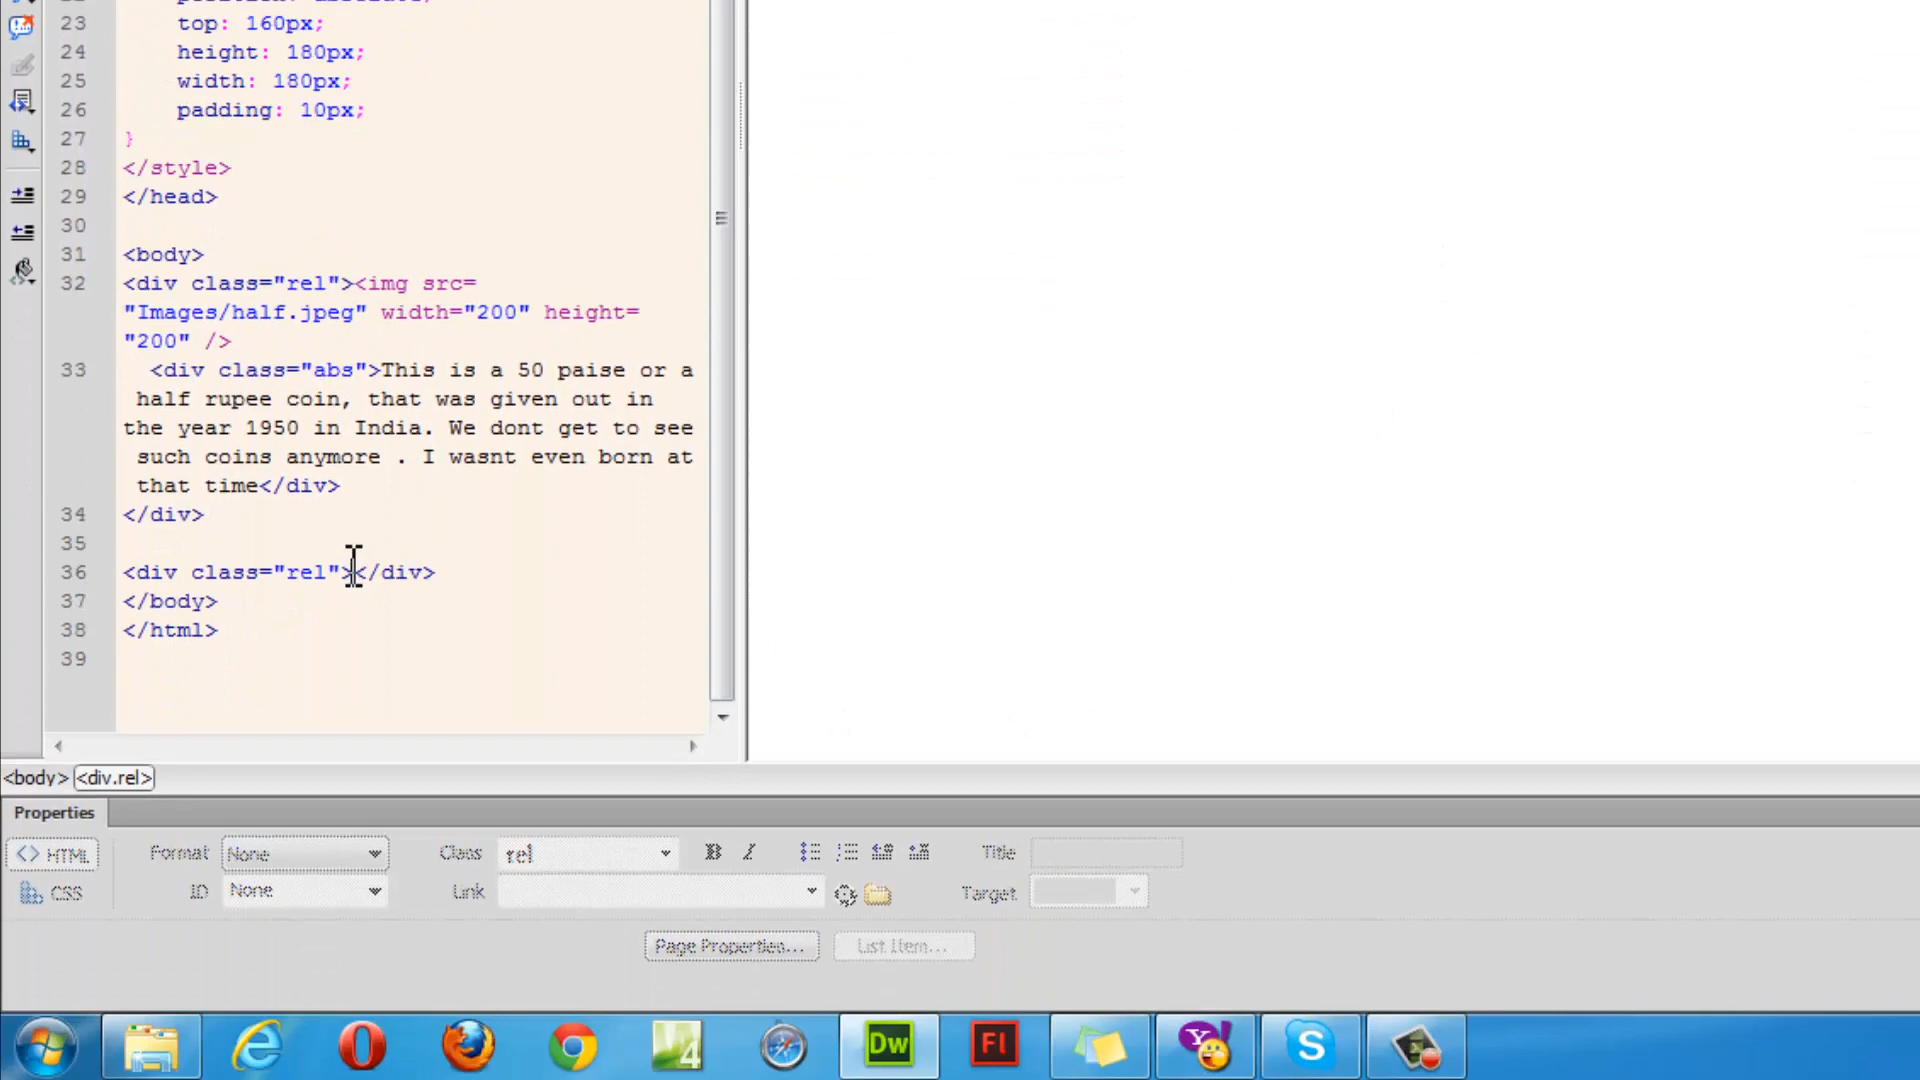 23 top: 160px;
24 height: 180px;
25 width: 180px;
26 padding: 10px;
27 }
28 </style>
29 </head>
30
31 <body>
32 <div class="rel"><img src=
"Images/half.jpeg" width="200" height=
"200" />
33 <div class="abs">This is a 50 paise or a
half rupee coin, that was given out in
the year 1950 in India. We dont get to see
such coins anymore . I wasnt even born at
that time</div>
34 </div>
35
36 <div class="rel"></div>
37 </body>
38 </html>
39
<body> <div.rel>
Properties
<> HTML Format None Class rel B I Title
CSS ID None Link Target
Page Properties... List Item...
4 Dw Fl Y! S